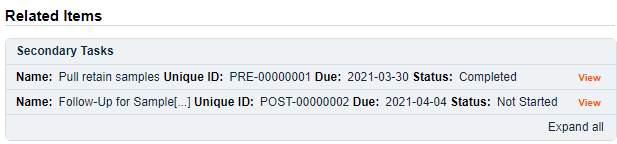 Related Items
Secondary Tasks
Name: Pull retain samples Unique ID: PRE-00000001 Due: 2021-03-30 Status: Completed View
Name: Follow-Up for Sample[...] Unique ID: POST-00000002 Due: 2021-04-04 Status: Not Started View
Expand all